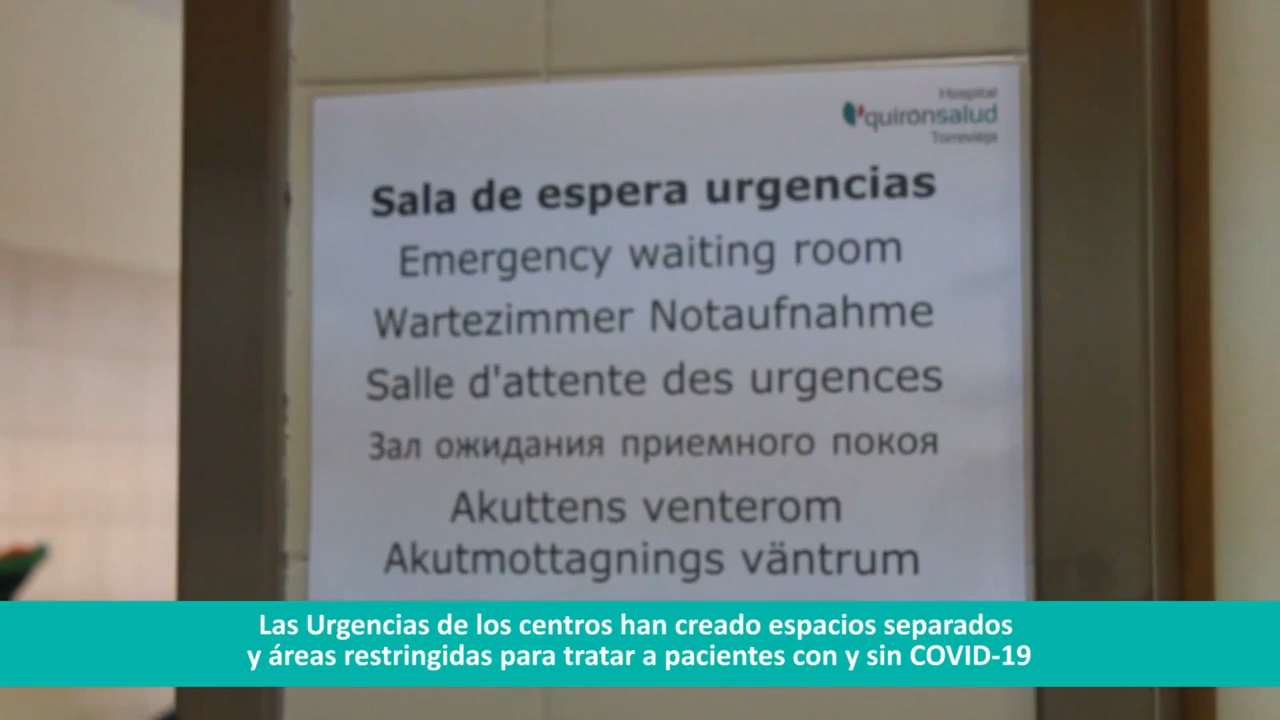 Hospital
quironsalud
Torrevieja
Sala de espera urgencias
Emergency waiting room
Wartezimmer Notaufnahme
Salle d'attente des urgences
Зал ожидания приемного покоя
Akuttens venterom
Akutmottagnings väntrum
Las Urgencias de los centros han creado espacios separados
y áreas restringidas para tratar a pacientes con y sin COVID-19